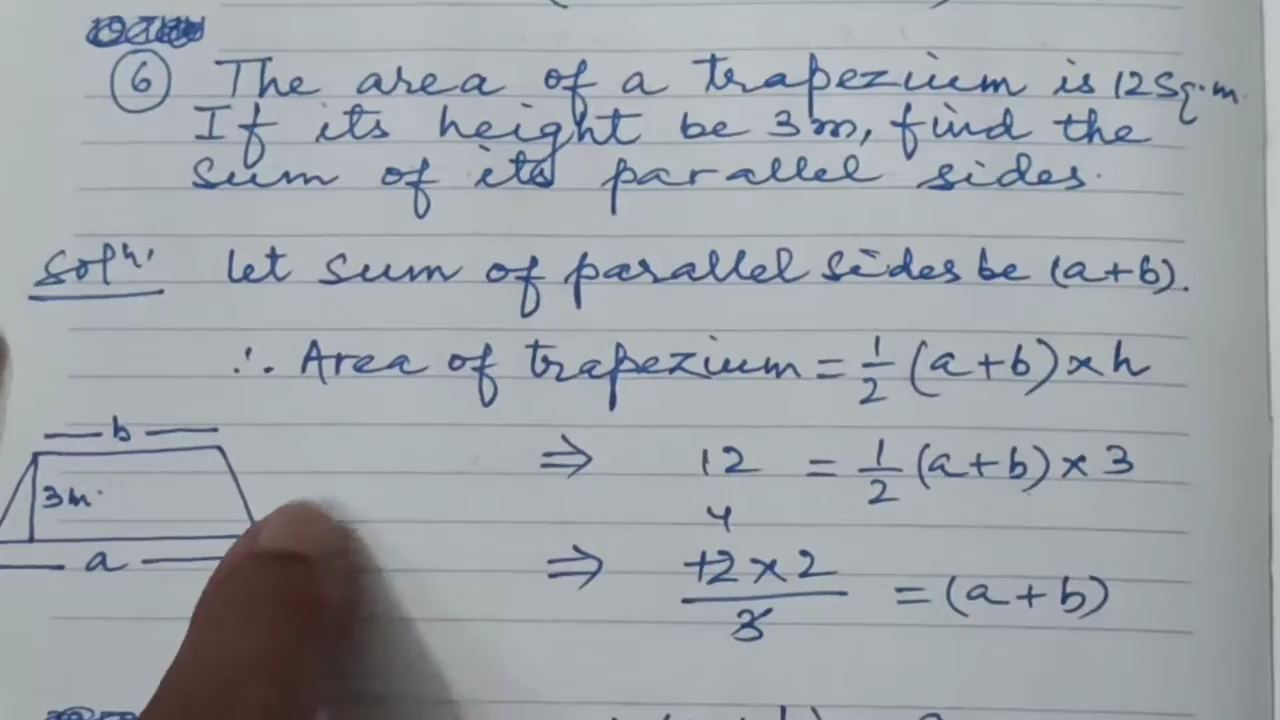 ⑥ The area of a trapezium is 12 Sq.m.
If its height be 3m, find the
sum of its parallel sides.
Solⁿ. Let sum of parallel sides be (a+b).
∴ Area of trapezium = 1/2 (a+b) × h
b
⇒ 12 = 1/2 (a+b) × 3
3m.
4
⇒ 12×2/3 = (a+b)
a